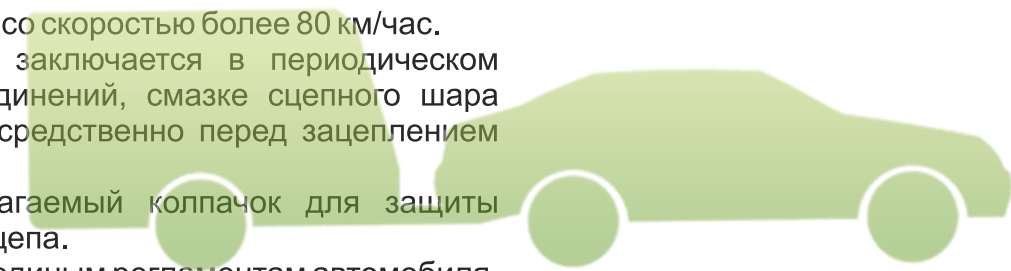 со скоростью более 80 км/час.
заключается в периодическом
динений, смазке сцепного шара
средственно перед зацеплением
агаемый колпачок для защиты
цепа.